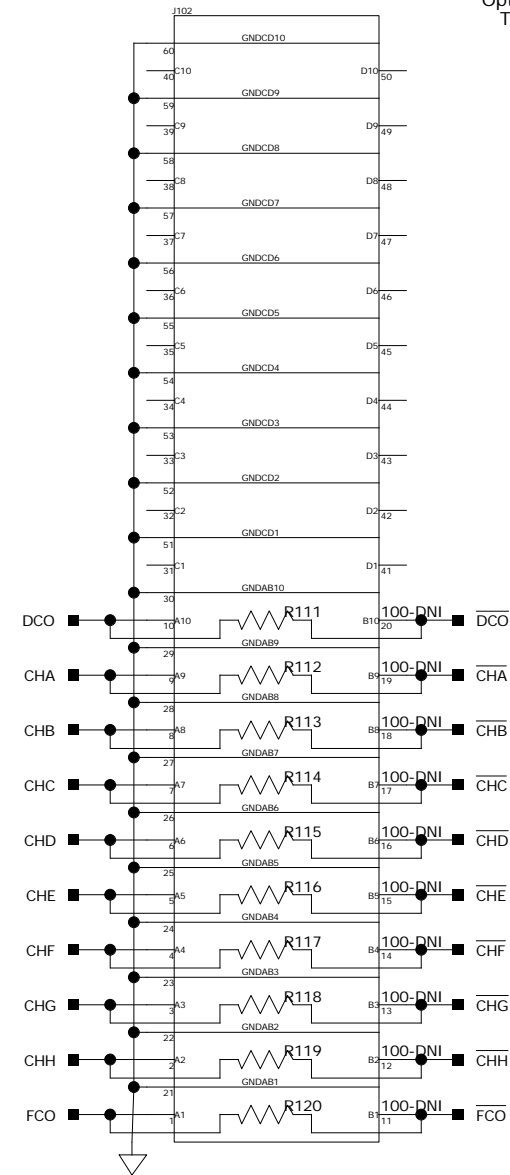 Opt
T
J102
GNDCD10
60
40 C10 D10 50
GNDCD9
59
39 C9 D9 49
GNDCD8
58
38 C8 D8 48
GNDCD7
57
37 C7 D7 47
GNDCD6
56
36 C6 D6 46
GNDCD5
55
35 C5 D5 45
GNDCD4
54
34 C4 D4 44
GNDCD3
53
33 C3 D3 43
GNDCD2
52
32 C2 D2 42
GNDCD1
51
31 C1 D1 41
GNDAB10
30
DCO 10 A10 R111 B10 20 100-DNI DCO
GNDAB9
29
CHA 9 A9 R112 B9 19 100-DNI CHA
GNDAB8
28
CHB 8 A8 R113 B8 18 100-DNI CHB
GNDAB7
27
CHC 7 A7 R114 B7 17 100-DNI CHC
GNDAB6
26
CHD 6 A6 R115 B6 16 100-DNI CHD
GNDAB5
25
CHE 5 A5 R116 B5 15 100-DNI CHE
GNDAB4
24
CHF 4 A4 R117 B4 14 100-DNI CHF
GNDAB3
23
CHG 3 A3 R118 B3 13 100-DNI CHG
GNDAB2
22
CHH 2 A2 R119 B2 12 100-DNI CHH
GNDAB1
21
FCO 1 A1 R120 B1 11 100-DNI FCO